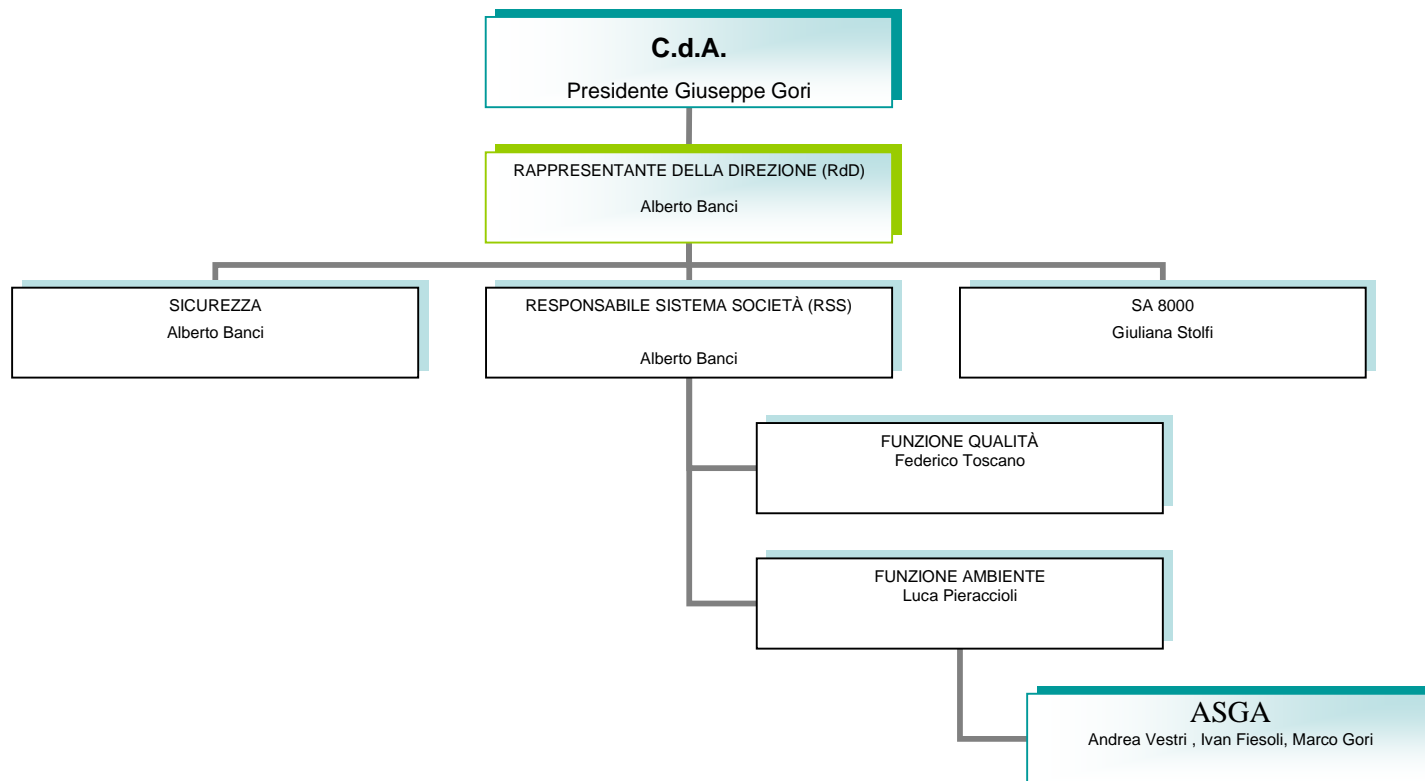 C.d.A.
Presidente Giuseppe Gori
RAPPRESENTANTE DELLA DIREZIONE (RdD)
Alberto Banci
SICUREZZA
Alberto Banci
RESPONSABILE SISTEMA SOCIETÀ (RSS)
Alberto Banci
SA 8000
Giuliana Stolfi
FUNZIONE QUALITÀ
Federico Toscano
FUNZIONE AMBIENTE
Luca Pieraccioli
ASGA
Andrea Vestri , Ivan Fiesoli, Marco Gori